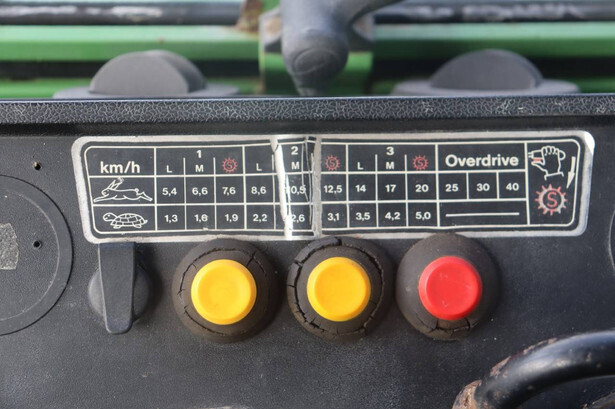 km/h 1 2 3 Overdrive
L M L M L M
5,4 6,6 7,6 8,6 10,5 12,5 14 17 20 25 30 40
1,3 1,6 1,9 2,2 2,6 3,1 3,5 4,2 5,0
S